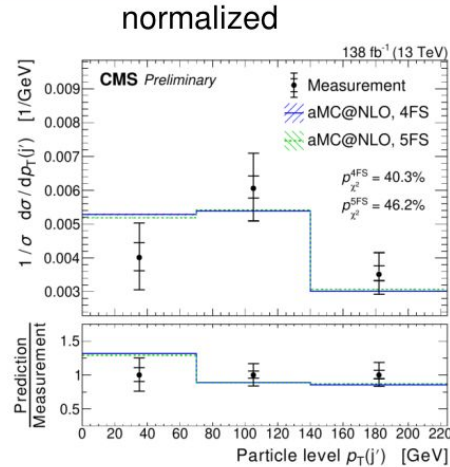 normalized
138 fb⁻¹ (13 TeV)
CMS Preliminary
Measurement
aMC@NLO, 4FS
aMC@NLO, 5FS
p^{4FS}_{χ²} = 40.3%
p^{5FS}_{χ²} = 46.2%
1/σ dσ/dp_T(j′) [1/GeV]
0.009
0.008
0.007
0.006
0.005
0.004
0.003
Prediction
Measurement
1.5
1
0.5
0 20 40 60 80 100 120 140 160 180 200 220
Particle level p_T(j′) [GeV]